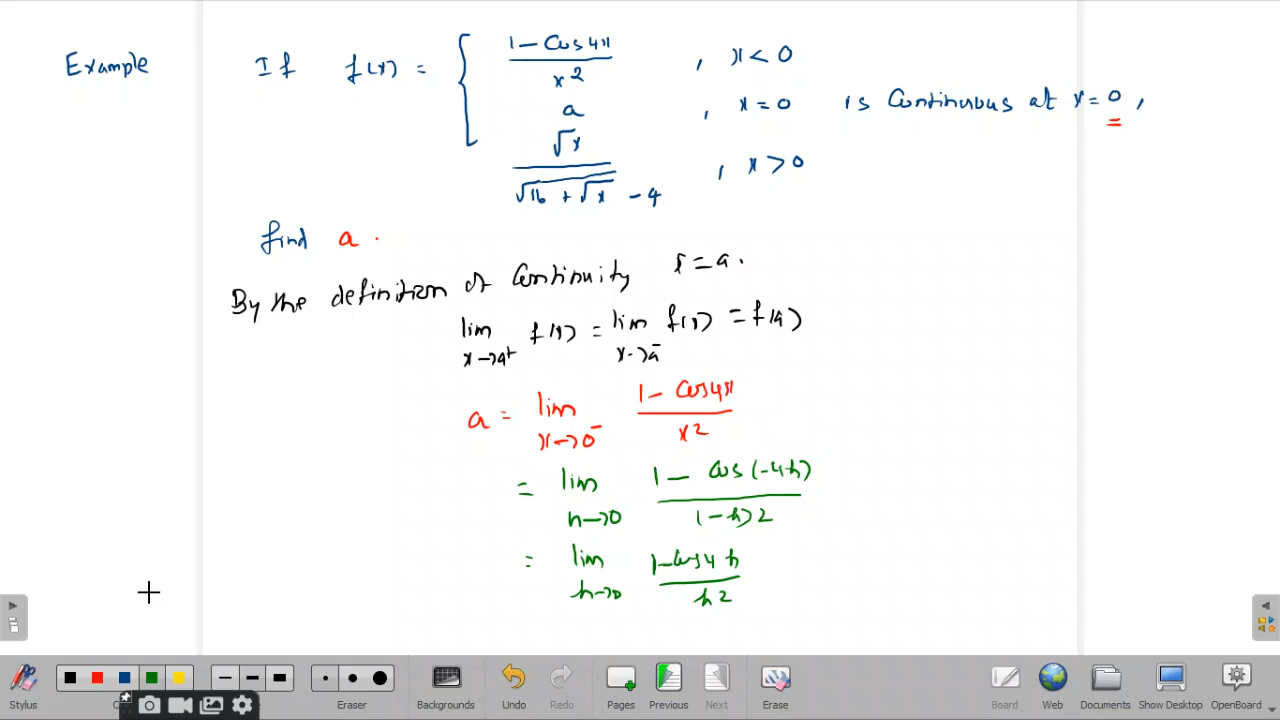 Example If f(x) = { 1 - Cos4x / x² , x < 0
a , x = 0 is Continuous at x = 0 ,
√x / √16 + √x - 4 , x > 0
find a .
By the definition of Continuity x = a .
lim x→a+ f(x) = lim x→a- f(x) = f(a)
a = lim x→0- 1 - Cos4x / x²
= lim h→0 1 - Cos(-4h) / (-h)2
= lim h→0 1-Cos4h / h2
Stylus
Eraser
Backgrounds
Undo
Redo
Pages
Previous
Next
Erase
Board
Web
Documents
Show Desktop
OpenBoard